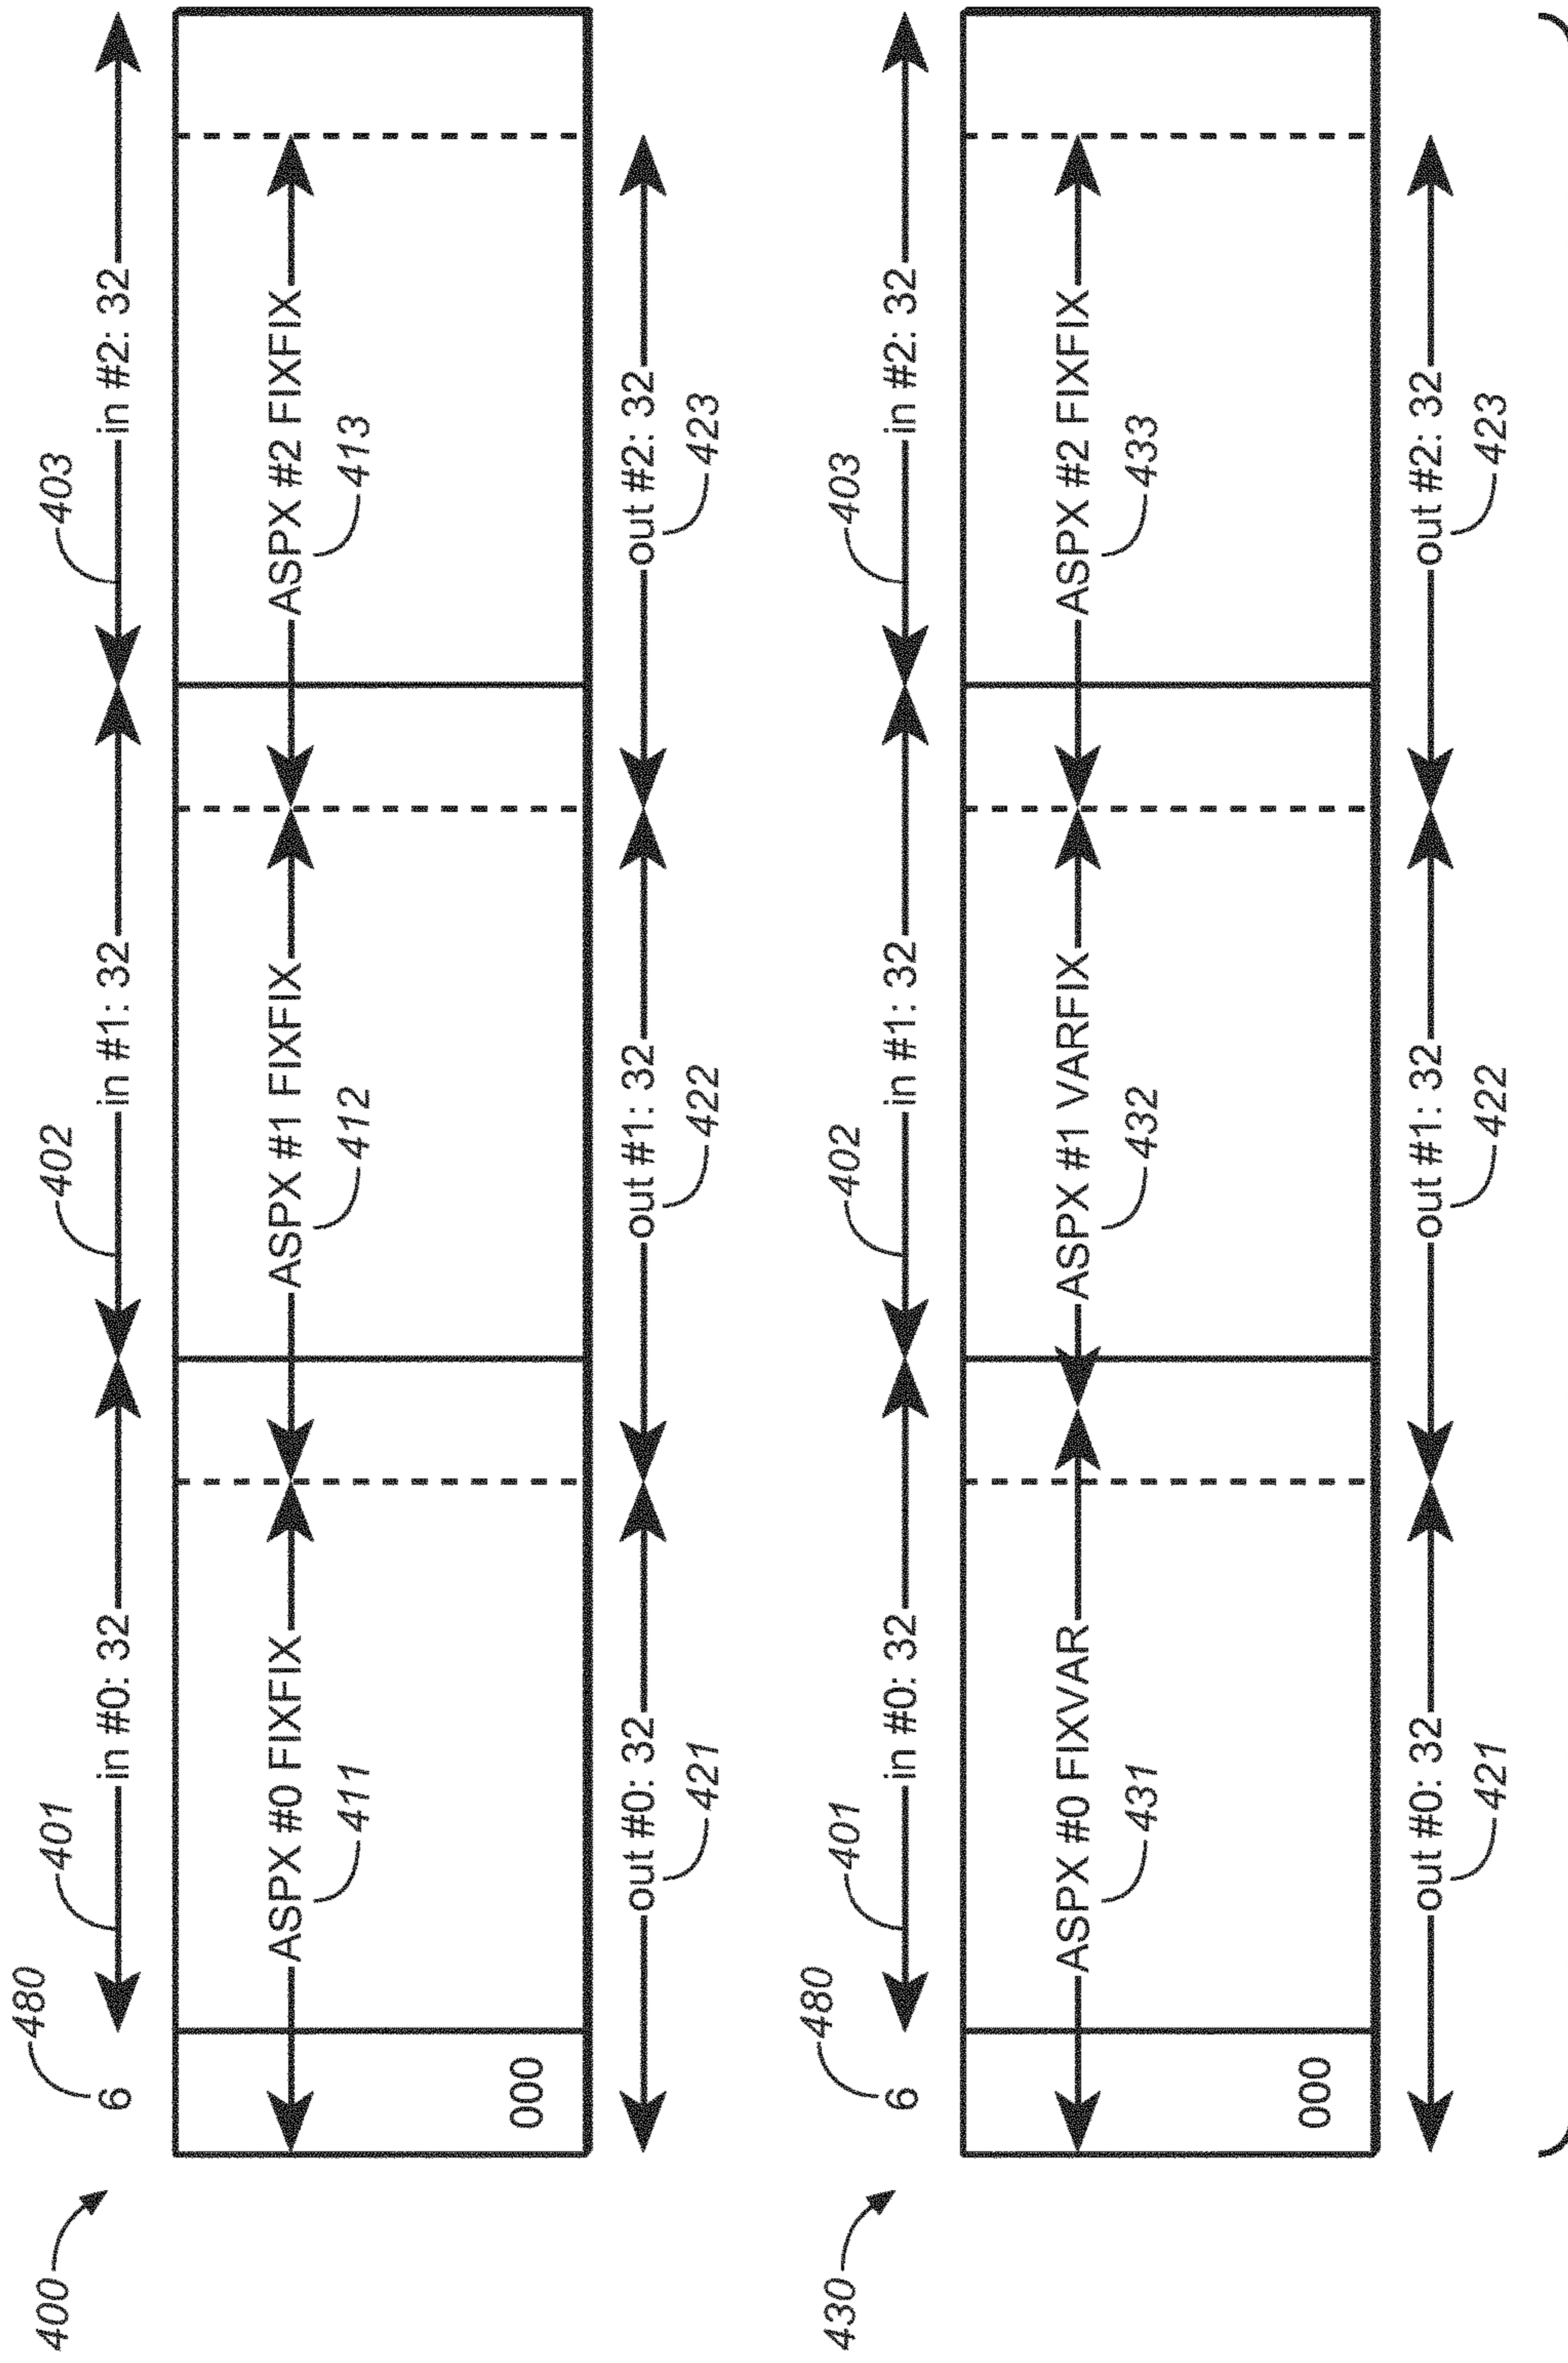 400
480
401
402
403
6
in #0: 32
in #1: 32
in #2: 32
ASPX #0 FIXFIX
ASPX #1 FIXFIX
ASPX #2 FIXFIX
411
412
413
000
out #0: 32
out #1: 32
out #2: 32
421
422
423
430
480
401
402
403
6
in #0: 32
in #1: 32
in #2: 32
ASPX #0 FIXVAR
ASPX #1 VARFIX
ASPX #2 FIXFIX
431
432
433
000
out #0: 32
out #1: 32
out #2: 32
421
422
423